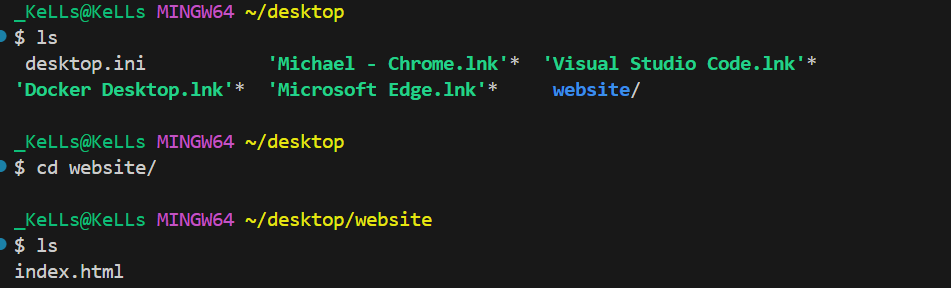 _KeLLs@KeLLs MINGW64 ~/desktop
$ ls
desktop.ini 'Michael - Chrome.lnk'* 'Visual Studio Code.lnk'*
'Docker Desktop.lnk'* 'Microsoft Edge.lnk'* website/
_KeLLs@KeLLs MINGW64 ~/desktop
$ cd website/
_KeLLs@KeLLs MINGW64 ~/desktop/website
$ ls
index.html